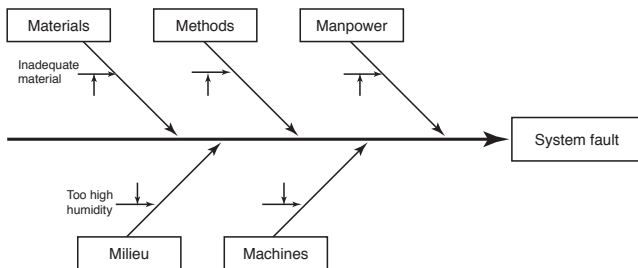 Materials
Methods
Manpower
Inadequate
material
System fault
Too high
humidity
Milieu
Machines